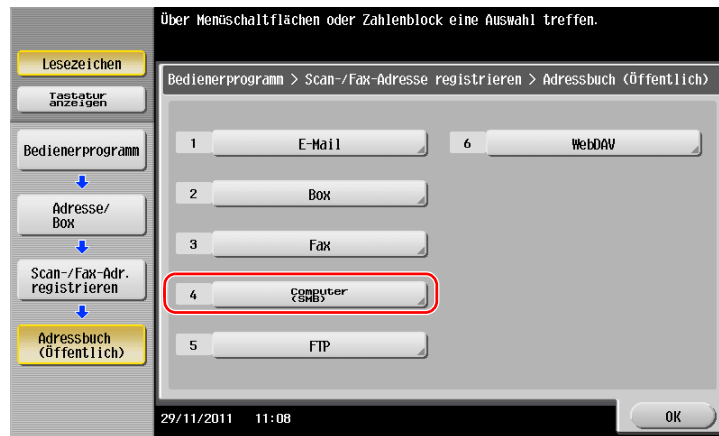 Über Menüschaltflächen oder Zahlenblock eine Auswahl treffen.
Lesezeichen
Tastatur
anzeigen
Bedienerprogramm
Adresse/
Box
Scan-/Fax-Adr.
registrieren
Adressbuch
(Öffentlich)
Bedienerprogramm > Scan-/Fax-Adresse registrieren > Adressbuch (Öffentlich)
1 E-Mail
6 WebDAV
2 Box
3 Fax
4 Computer
(SMB)
5 FTP
29/11/2011 11:08
OK